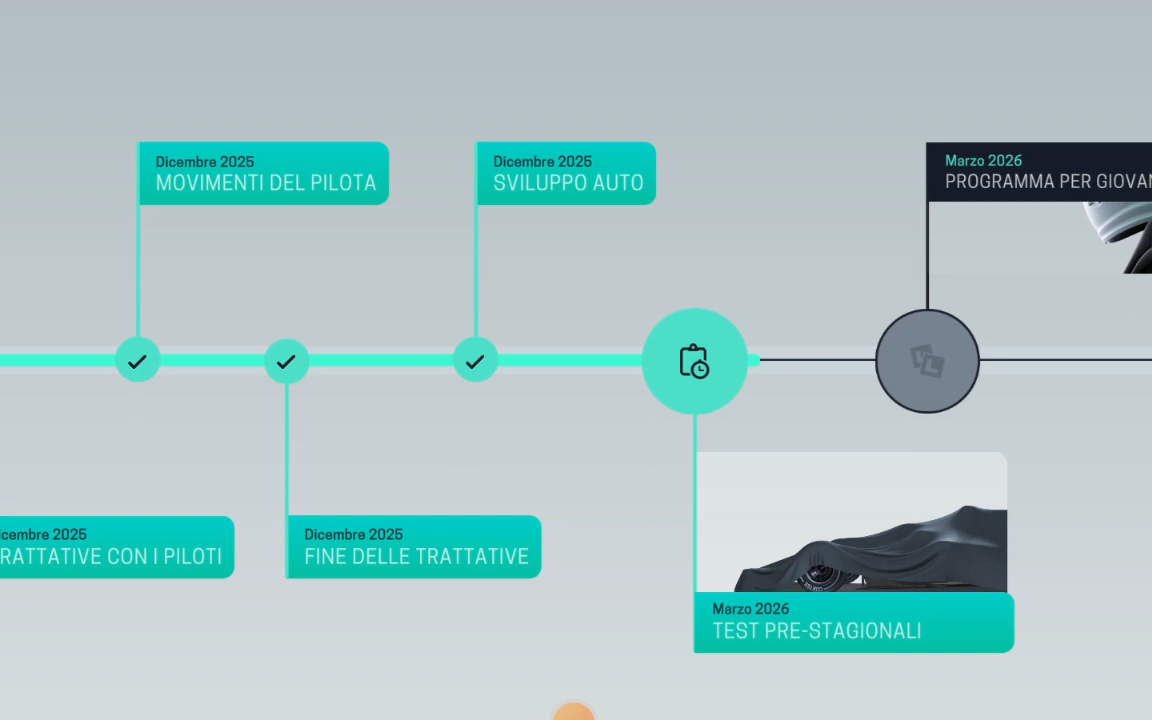 Dicembre 2025
MOVIMENTI DEL PILOTA
Dicembre 2025
SVILUPPO AUTO
Marzo 2026
PROGRAMMA PER GIOVAN
icembre 2025
RATTATIVE CON I PILOTI
Dicembre 2025
FINE DELLE TRATTATIVE
Marzo 2026
TEST PRE-STAGIONALI